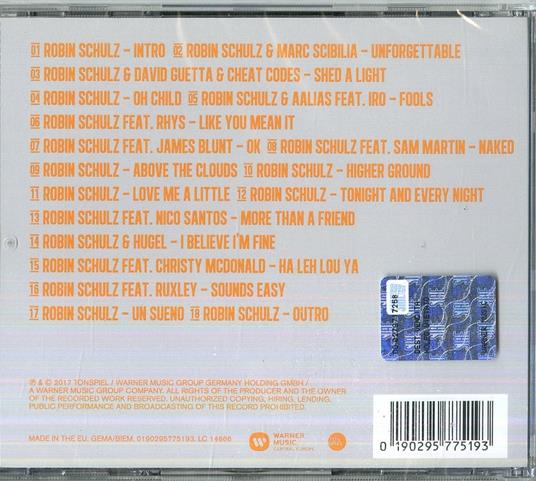 01 ROBIN SCHULZ – INTRO 02 ROBIN SCHULZ & MARC SCIBILIA – UNFORGETTABLE
03 ROBIN SCHULZ & DAVID GUETTA & CHEAT CODES – SHED A LIGHT
04 ROBIN SCHULZ – OH CHILD 05 ROBIN SCHULZ & AALIAS FEAT. IRO – FOOLS
06 ROBIN SCHULZ FEAT. RHYS – LIKE YOU MEAN IT
07 ROBIN SCHULZ FEAT. JAMES BLUNT – OK 08 ROBIN SCHULZ FEAT. SAM MARTIN – NAKED
09 ROBIN SCHULZ – ABOVE THE CLOUDS 10 ROBIN SCHULZ – HIGHER GROUND
11 ROBIN SCHULZ – LOVE ME A LITTLE 12 ROBIN SCHULZ – TONIGHT AND EVERY NIGHT
13 ROBIN SCHULZ FEAT. NICO SANTOS – MORE THAN A FRIEND
14 ROBIN SCHULZ & HUGEL – I BELIEVE I'M FINE
15 ROBIN SCHULZ FEAT. CHRISTY MCDONALD – HA LEH LOU YA
16 ROBIN SCHULZ FEAT. RUXLEY – SOUNDS EASY
17 ROBIN SCHULZ – UN SUENO 18 ROBIN SCHULZ – OUTRO
℗ & © 2017 TONSPIEL / WARNER MUSIC GROUP GERMANY HOLDING GMBH /
A WARNER MUSIC GROUP COMPANY. ALL RIGHTS OF THE PRODUCER AND THE OWNER
OF THE RECORDED WORK RESERVED. UNAUTHORIZED COPYING, HIRING, LENDING,
PUBLIC PERFORMANCE AND BROADCASTING OF THIS RECORD PROHIBITED.
MADE IN THE EU. GEMA/BIEM. 0190295775193. LC 14666
WARNER MUSIC
CENTRAL EUROPE
0 190295 775193